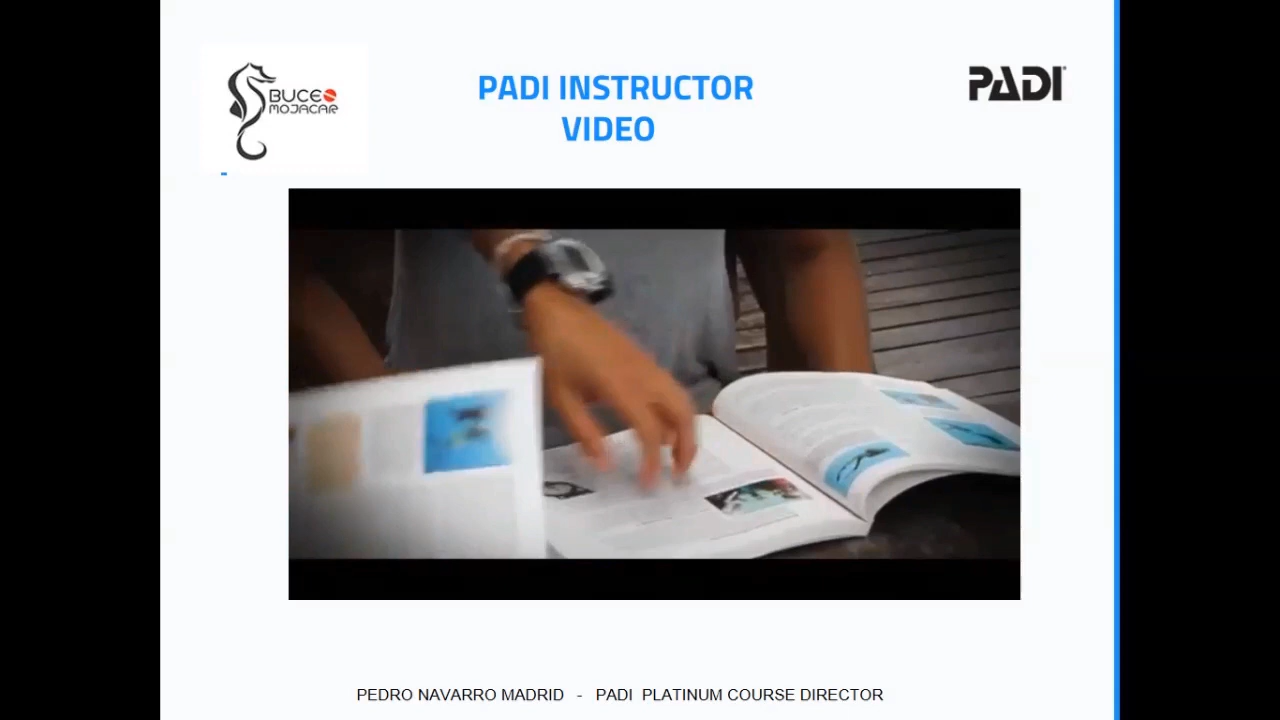 BUCEO
MOJACAR
PADI INSTRUCTOR
VIDEO
PADI
PEDRO NAVARRO MADRID - PADI PLATINUM COURSE DIRECTOR